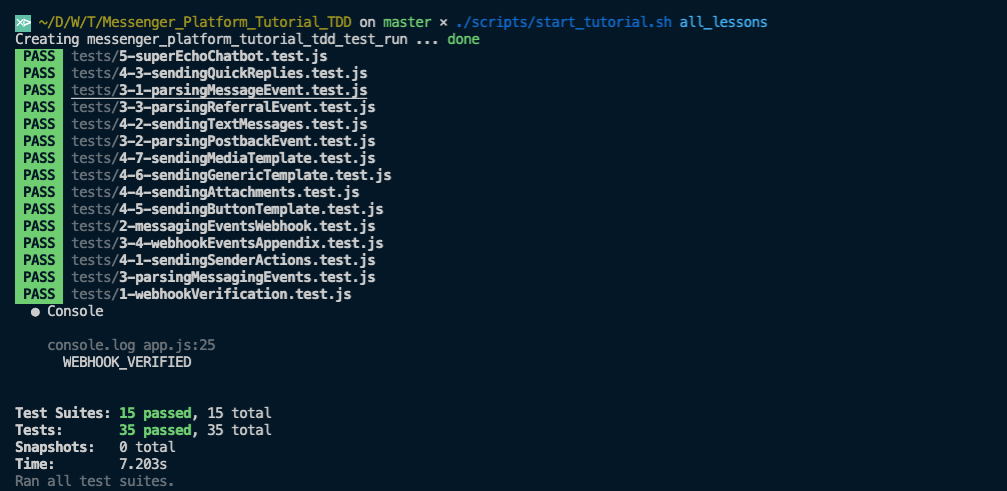 ~/D/W/T/Messenger_Platform_Tutorial_TDD on master × ./scripts/start_tutorial.sh all_lessons
Creating messenger_platform_tutorial_tdd_test_run ... done
PASS tests/5-superEchoChatbot.test.js
PASS tests/4-3-sendingQuickReplies.test.js
PASS tests/3-1-parsingMessageEvent.test.js
PASS tests/3-3-parsingReferralEvent.test.js
PASS tests/4-2-sendingTextMessages.test.js
PASS tests/3-2-parsingPostbackEvent.test.js
PASS tests/4-7-sendingMediaTemplate.test.js
PASS tests/4-6-sendingGenericTemplate.test.js
PASS tests/4-4-sendingAttachments.test.js
PASS tests/4-5-sendingButtonTemplate.test.js
PASS tests/2-messagingEventsWebhook.test.js
PASS tests/3-4-webhookEventsAppendix.test.js
PASS tests/4-1-sendingSenderActions.test.js
PASS tests/3-parsingMessagingEvents.test.js
PASS tests/1-webhookVerification.test.js
● Console
console.log app.js:25
WEBHOOK_VERIFIED
Test Suites: 15 passed, 15 total
Tests: 35 passed, 35 total
Snapshots: 0 total
Time: 7.203s
Ran all test suites.